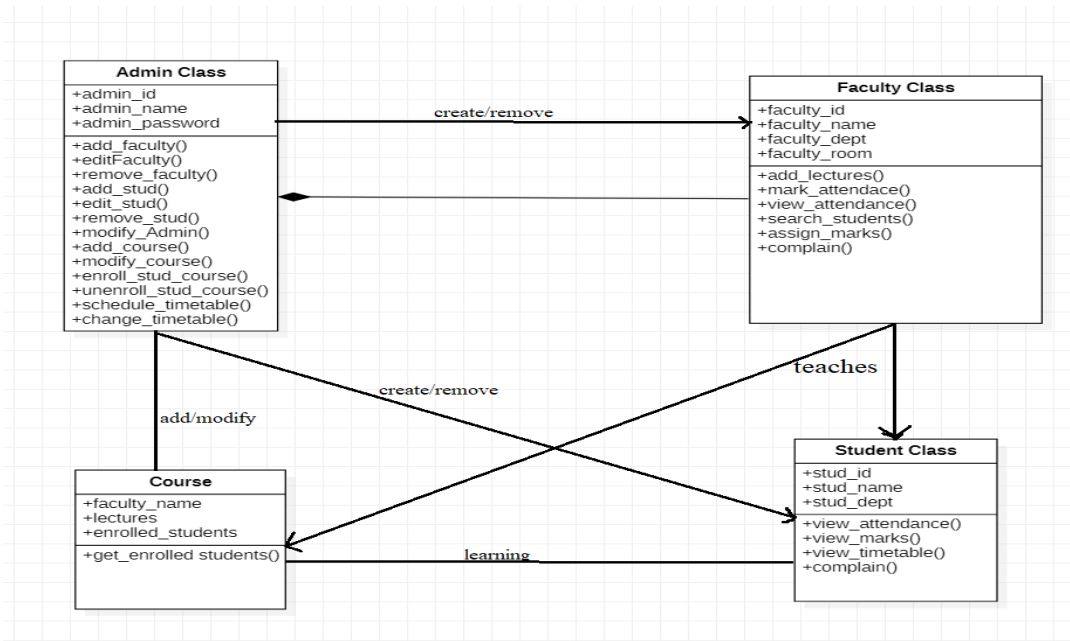 Admin Class
+admin_id
+admin_name
+admin_password
+add_faculty()
+editFaculty()
+remove_faculty()
+add_stud()
+edit_stud()
+remove_stud()
+modify_Admin()
+add_course()
+modify_course()
+enroll_stud_course()
+unenroll_stud_course()
+schedule_timetable()
+change_timetable()
create/remove
Faculty Class
+faculty_id
+faculty_name
+faculty_dept
+faculty_room
+add_lectures()
+mark_attendace()
+view_attendance()
+search_students()
+assign_marks()
+complain()
teaches
create/remove
add/modify
Course
+faculty_name
+lectures
+enrolled_students
+get_enrolled students()
learning
Student Class
+stud_id
+stud_name
+stud_dept
+view_attendance()
+view_marks()
+view_timetable()
+complain()